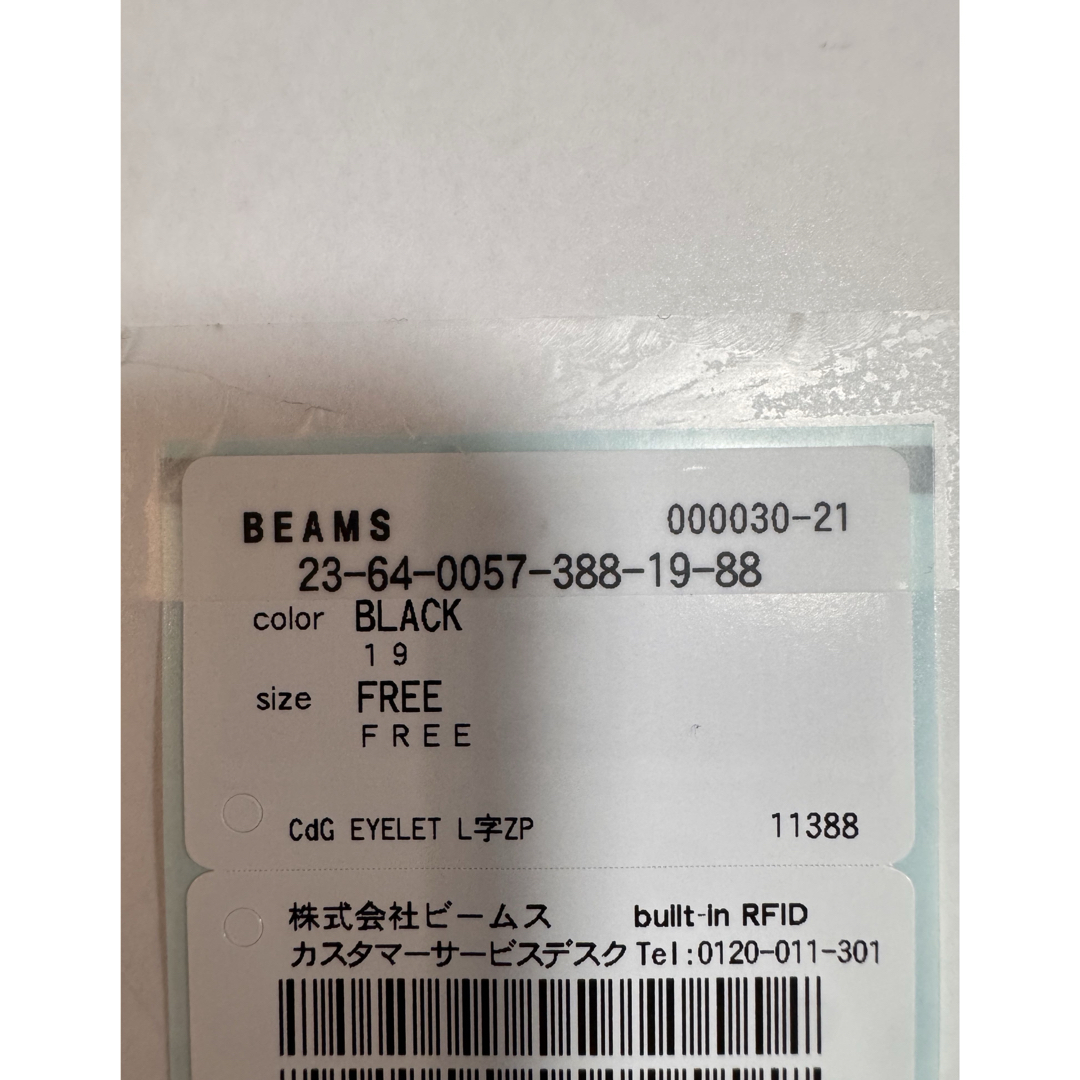 BEAMS 000030-21
23-64-0057-388-19-88
color BLACK
19
size FREE
FREE
CdG EYELET L字ZP 11388
株式会社ビームス built-in RFID
カスタマーサービスデスク Tel:0120-011-301